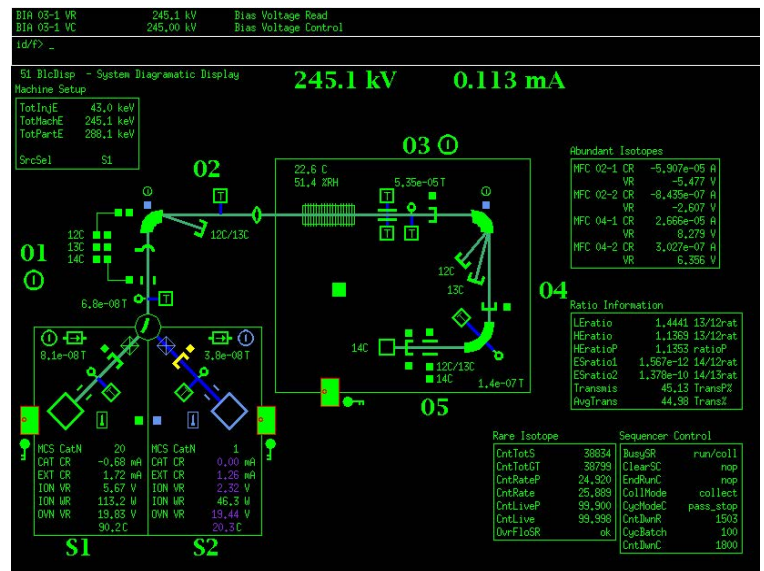 BIA 03-1 VR 245.1 kV Bias Voltage Read
BIA 03-1 VC 245.00 kV Bias Voltage Control
id/f> _
51 BlcDisp - System Diagramatic Display
245.1 kV 0.113 mA
Machine Setup
TotInjE 43.0 keV
TotMachE 245.1 keV
TotPartE 288.1 keV
SrcSel S1
02
03
22.6 C
51.4 %RH
5.35e-05T
T
T
T
T
12C/13C
12C
13C
14C
01
6.8e-08T
12C
13C
04
14C
12C/13C
14C
1.4e-07T
05
Abundant Isotopes
MFC 02-1 CR -5.907e-05 A
VR -5.477 V
MFC 02-2 CR -8.435e-07 A
VR -2.607 V
MFC 04-1 CR 2.666e-05 A
VR 8.279 V
MFC 04-2 CR 3.027e-07 A
VR 6.356 V
Ratio Information
LEratio 1.4441 13/12rat
HEratio 1.1369 13/12rat
HEratioP 1.1353 ratioP
ESratio1 1.567e-12 14/12rat
ESratio2 1.378e-10 14/13rat
Transmis 45.13 TransP%
AvgTrans 44.98 Trans%
8.1e-08T
3.8e-08T
MCS CatN 20
CAT CR -0.68 mA
EXT CR 1.72 mA
ION VR 5.67 V
ION WR 113.2 W
OVN VR 19.83 V
90.2C
S1
MCS CatN 1
CAT CR 0.00 mA
EXT CR 1.26 mA
ION VR 2.32 V
ION WR 46.3 W
OVN VR 19.44 V
20.3C
S2
Rare Isotope
CntTotS 38834
CntTotGT 38799
CntRateP 24.920
CntRate 25.889
CntLiveP 99.900
CntLive 99.998
OvrFloSR ok
Sequencer Control
BusySR run/coll
ClearSC nop
EndRunC nop
CollMode collect
CycModeC pass_stop
CntDwnR 1503
CycBatch 100
CntDwnC 1800